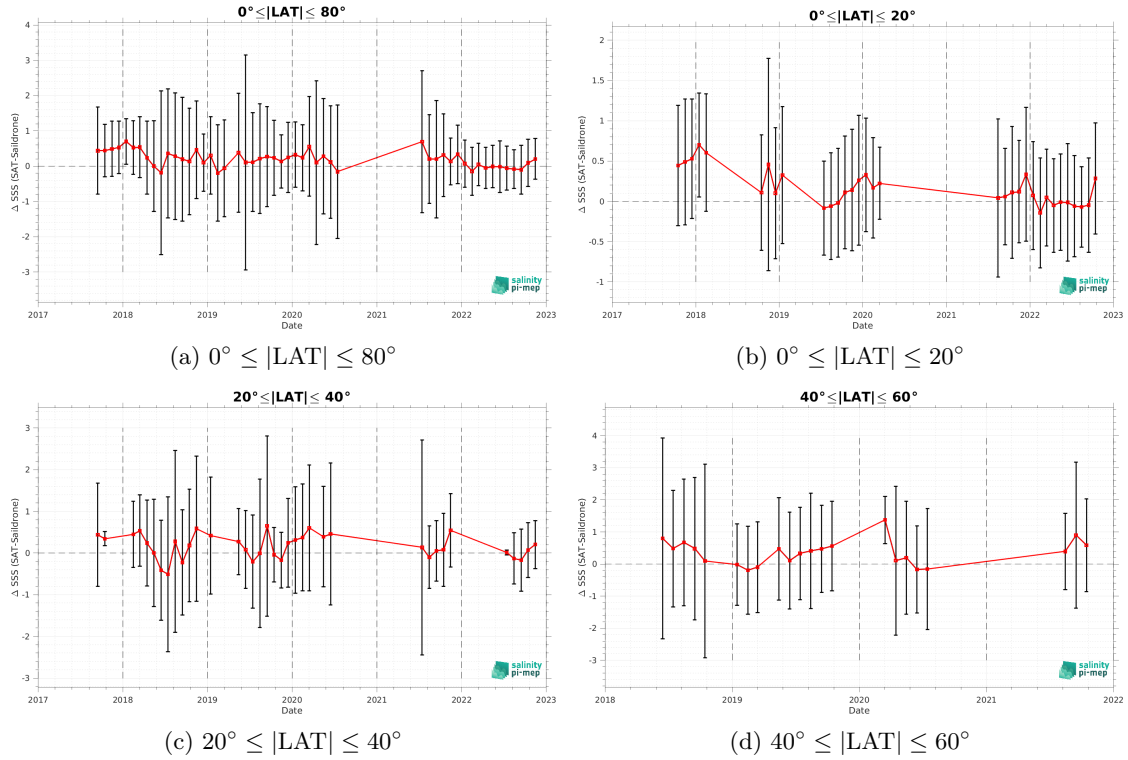 0°≤|LAT|≤ 80°
4
3
2
1
0
-1
-2
-3
Δ SSS (SAT-Saildrone)
2017
2018
2019
2020
2021
2022
2023
Date
salinity
pi-mep
(a) 0° ≤ |LAT| ≤ 80°
0°≤|LAT|≤ 20°
2
1.5
1
0.5
0
-0.5
-1
Δ SSS (SAT-Saildrone)
2017
2018
2019
2020
2021
2022
2023
Date
salinity
pi-mep
(b) 0° ≤ |LAT| ≤ 20°
20°≤|LAT|≤ 40°
3
2
1
0
-1
-2
-3
Δ SSS (SAT-Saildrone)
2017
2018
2019
2020
2021
2022
2023
Date
salinity
pi-mep
(c) 20° ≤ |LAT| ≤ 40°
40°≤|LAT|≤ 60°
4
3
2
1
0
-1
-2
-3
Δ SSS (SAT-Saildrone)
2018
2019
2020
2021
2022
Date
salinity
pi-mep
(d) 40° ≤ |LAT| ≤ 60°